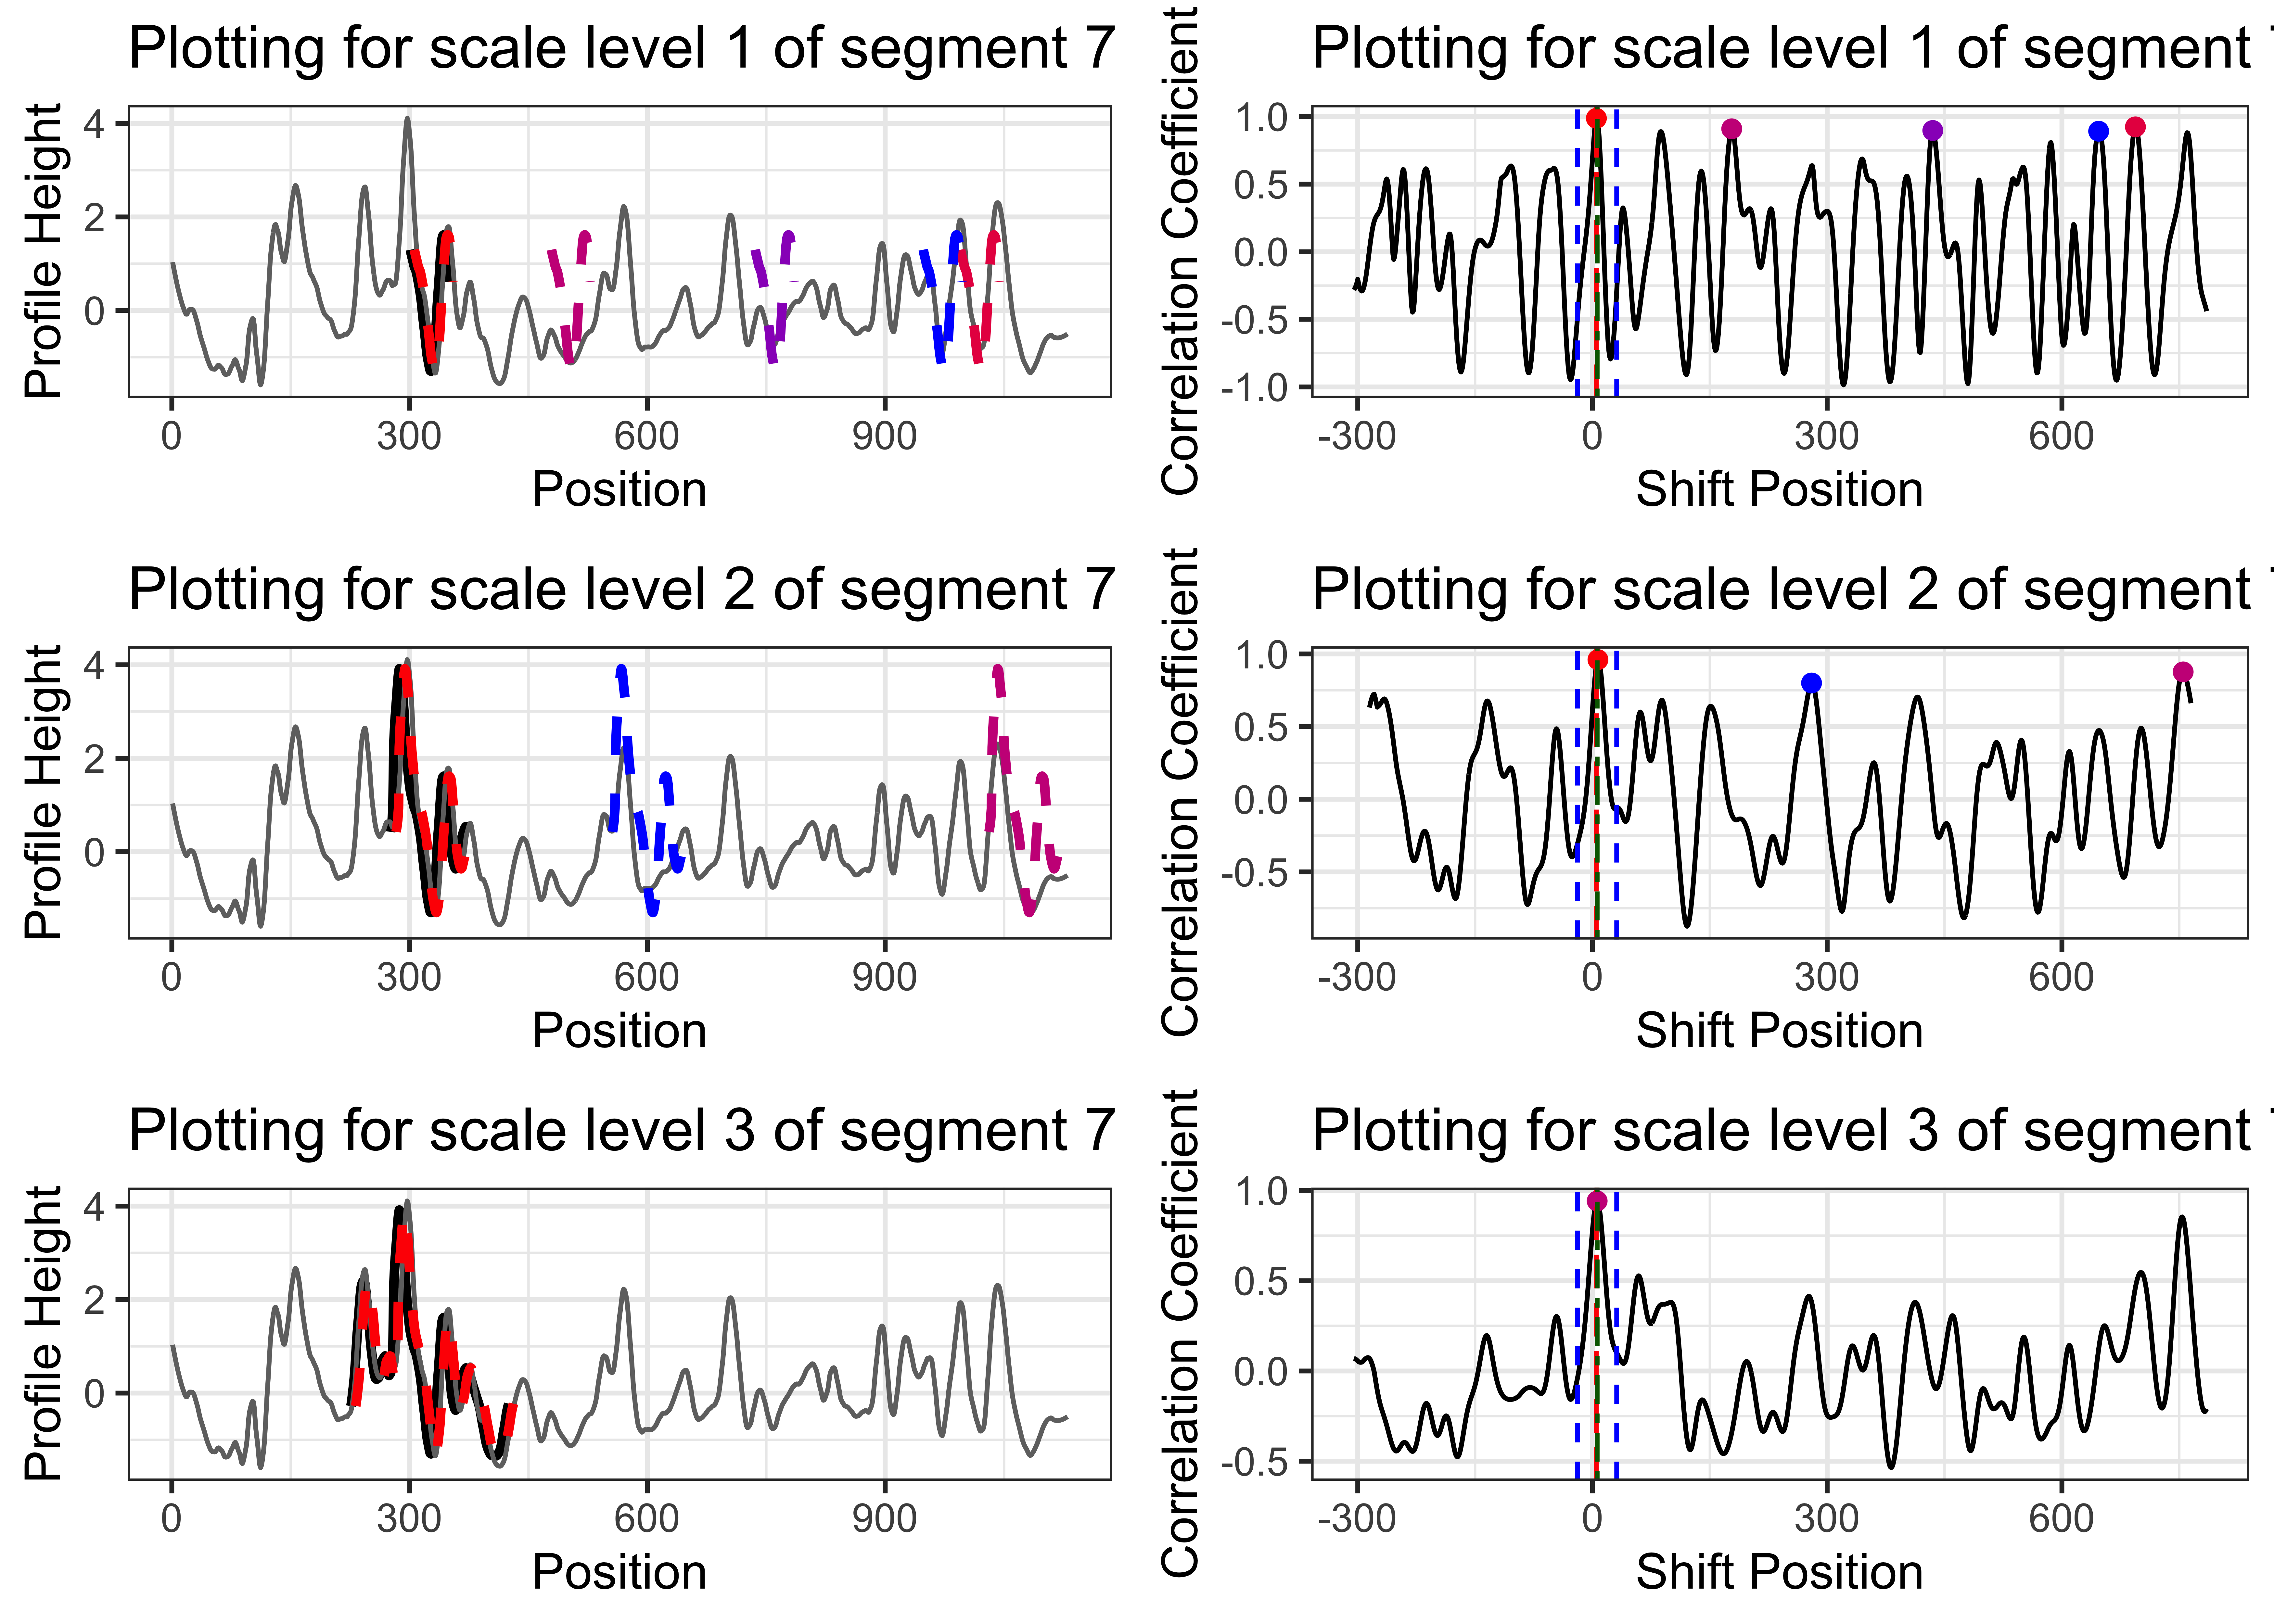 Plotting for scale level 1 of segment 7
Profile Height
4
2
0
0 300 600 900
Position
Plotting for scale level 1 of segment
Correlation Coefficient
1.0
0.5
0.0
-0.5
-1.0
-300 0 300 600
Shift Position
Plotting for scale level 2 of segment 7
Profile Height
4
2
0
0 300 600 900
Position
Plotting for scale level 2 of segment
Correlation Coefficient
1.0
0.5
0.0
-0.5
-300 0 300 600
Shift Position
Plotting for scale level 3 of segment 7
Profile Height
4
2
0
0 300 600 900
Position
Plotting for scale level 3 of segment
Correlation Coefficient
1.0
0.5
0.0
-0.5
-300 0 300 600
Shift Position